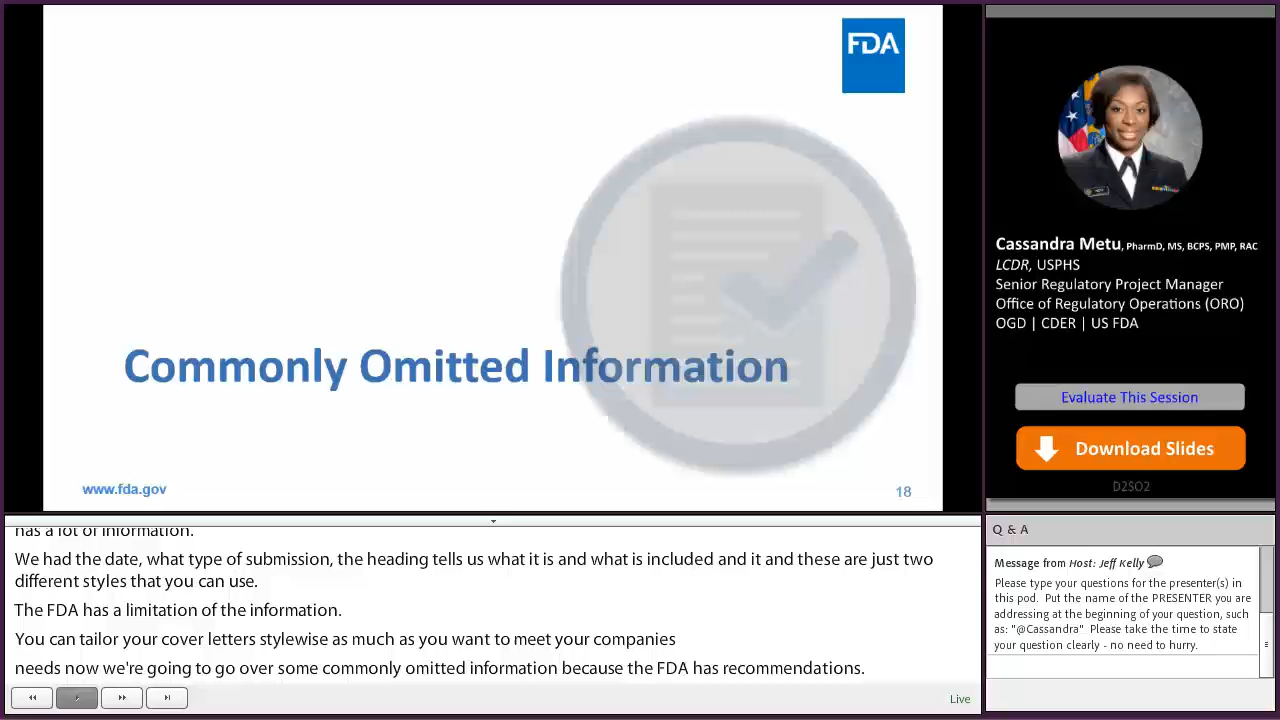 FDA
Commonly Omitted Information
www.fda.gov
18
Cassandra Metu, PharmD, MS, BCPS, PMP, RAC
LCDR, USPHS
Senior Regulatory Project Manager
Office of Regulatory Operations (ORO)
OGD | CDER | US FDA
Evaluate This Session
Download Slides
D2SO2
has a lot of information.
We had the date, what type of submission, the heading tells us what it is and what is included and it and these are just two
different styles that you can use.
The FDA has a limitation of the information.
You can tailor your cover letters stylewise as much as you want to meet your companies
needs now we're going to go over some commonly omitted information because the FDA has recommendations.
Live
Q & A
Message from Host: Jeff Kelly
Please type your questions for the presenter(s) in
this pod. Put the name of the PRESENTER you are
addressing at the beginning of your question, such
as: "@Cassandra" Please take the time to state
your question clearly - no need to hurry.